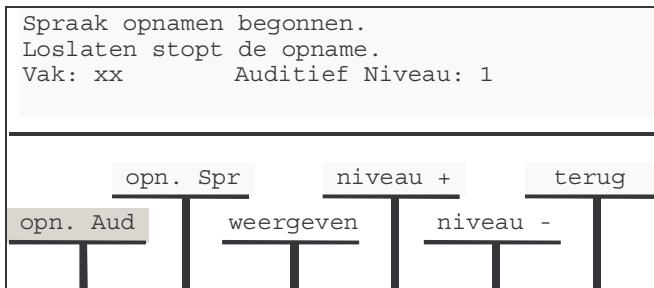 Spraak opnamen begonnen.
Loslaten stopt de opname.
Vak: xx Auditief Niveau: 1
opn. Spr niveau + terug
opn. Aud weergeven niveau -